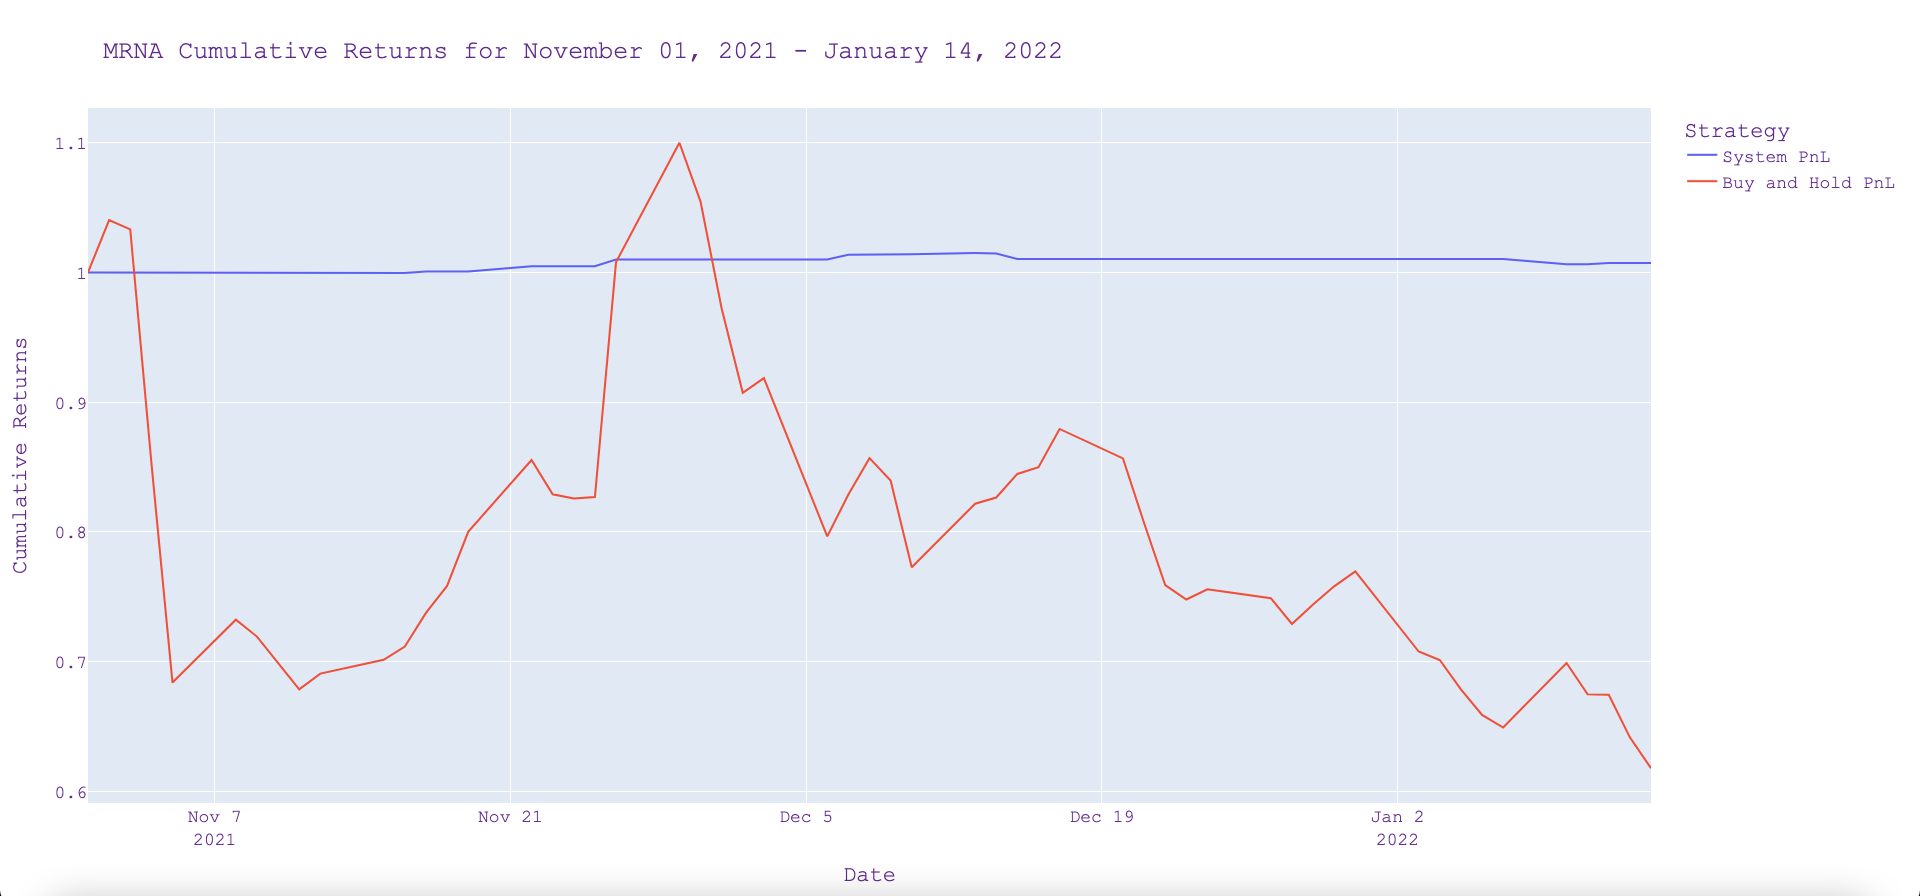 MRNA Cumulative Returns for November 01, 2021 - January 14, 2022
Strategy
System PnL
Buy and Hold PnL
Cumulative Returns
1.1
1
0.9
0.8
0.7
0.6
Nov 7
2021
Nov 21
Dec 5
Dec 19
Jan 2
2022
Date